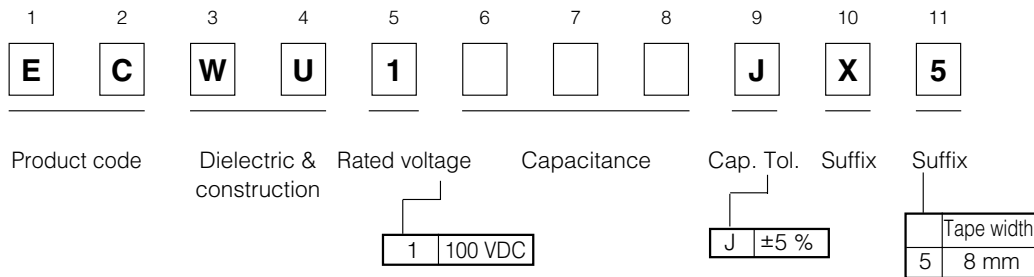 1 2 3 4 5 6 7 8 9 10 11
E C W U 1 J X 5
Product code Dielectric & Rated voltage Capacitance Cap. Tol. Suffix Suffix
construction
Tape width
1 100 VDC J ±5 % 5 8 mm